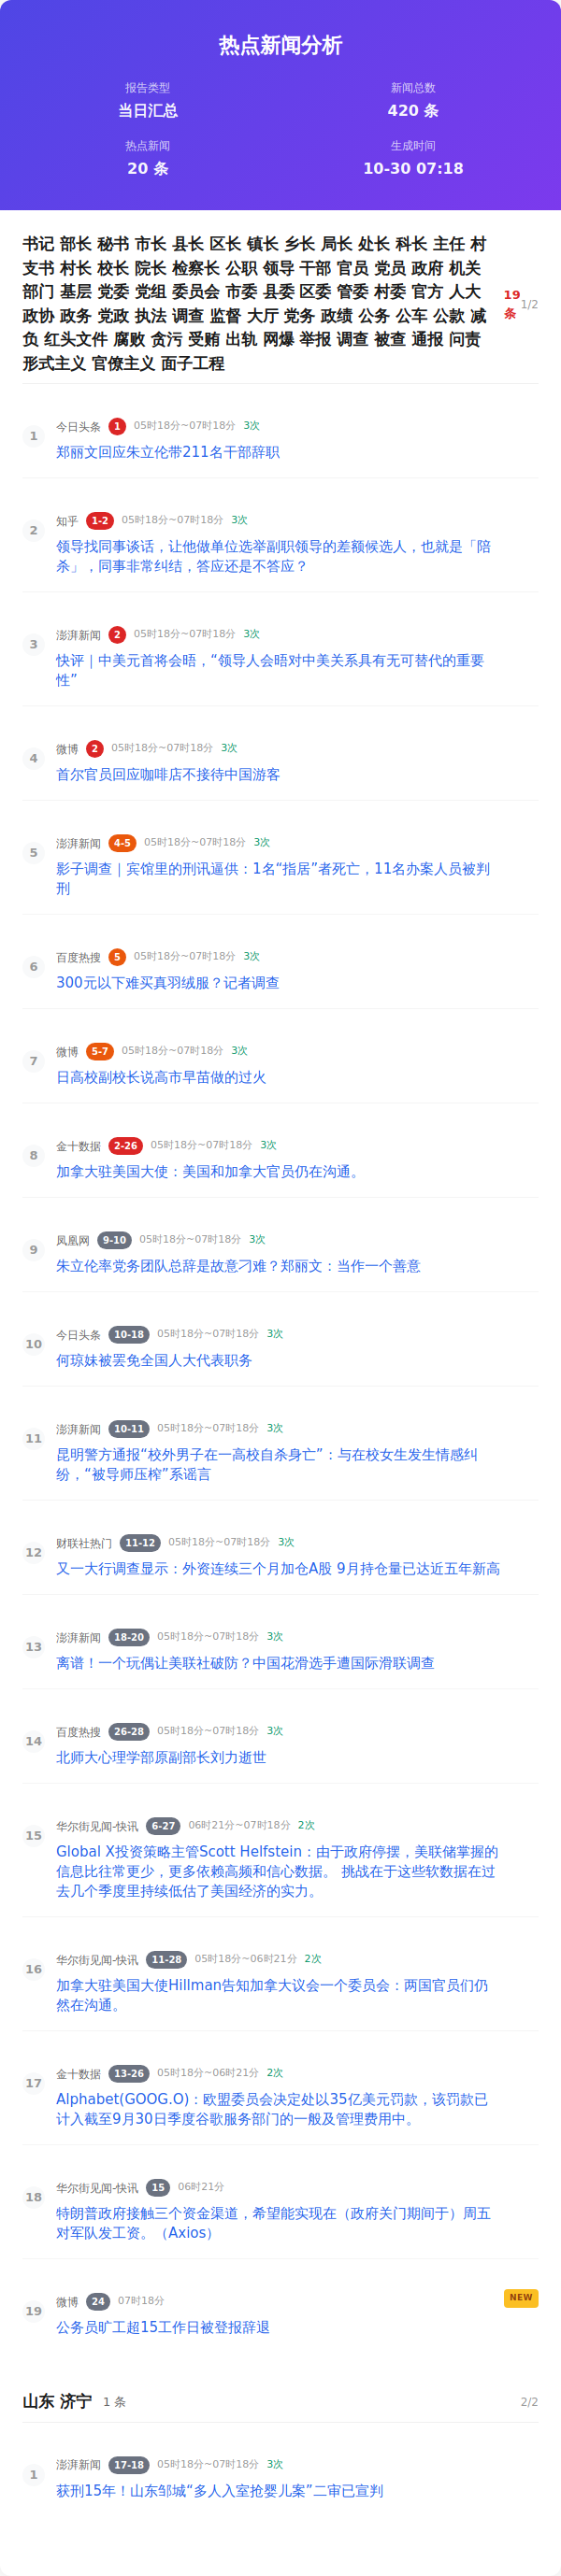 热点新闻分析
报告类型
当日汇总
新闻总数
420 条
热点新闻
20 条
生成时间
10-30 07:18
书记 部长 秘书 市长 县长 区长 镇长 乡长 局长 处长 科长 主任 村
支书 村长 校长 院长 检察长 公职 领导 干部 官员 党员 政府 机关
部门 基层 党委 党组 委员会 市委 县委 区委 管委 村委 官方 人大
政协 政务 党政 执法 调查 监督 大厅 党务 政绩 公务 公车 公款 减
负 红头文件 腐败 贪污 受贿 出轨 网爆 举报 调查 被查 通报 问责
形式主义 官僚主义 面子工程
19
条
1/2
1
今日头条 1 05时18分~07时18分 3次
郑丽文回应朱立伦带211名干部辞职
2
知乎 1-2 05时18分~07时18分 3次
领导找同事谈话，让他做单位选举副职领导的差额候选人，也就是「陪
杀」，同事非常纠结，答应还是不答应？
3
澎湃新闻 2 05时18分~07时18分 3次
快评｜中美元首将会晤，“领导人会晤对中美关系具有无可替代的重要
性”
4
微博 2 05时18分~07时18分 3次
首尔官员回应咖啡店不接待中国游客
5
澎湃新闻 4-5 05时18分~07时18分 3次
影子调查｜宾馆里的刑讯逼供：1名“指居”者死亡，11名办案人员被判
刑
6
百度热搜 5 05时18分~07时18分 3次
300元以下难买真羽绒服？记者调查
7
微博 5-7 05时18分~07时18分 3次
日高校副校长说高市早苗做的过火
8
金十数据 2-26 05时18分~07时18分 3次
加拿大驻美国大使：美国和加拿大官员仍在沟通。
9
凤凰网 9-10 05时18分~07时18分 3次
朱立伦率党务团队总辞是故意刁难？郑丽文：当作一个善意
10
今日头条 10-18 05时18分~07时18分 3次
何琼妹被罢免全国人大代表职务
11
澎湃新闻 10-11 05时18分~07时18分 3次
昆明警方通报“校外男子在一高校自杀身亡”：与在校女生发生情感纠
纷，“被导师压榨”系谣言
12
财联社热门 11-12 05时18分~07时18分 3次
又一大行调查显示：外资连续三个月加仓A股 9月持仓量已达近五年新高
13
澎湃新闻 18-20 05时18分~07时18分 3次
离谱！一个玩偶让美联社破防？中国花滑选手遭国际滑联调查
14
百度热搜 26-28 05时18分~07时18分 3次
北师大心理学部原副部长刘力逝世
15
华尔街见闻-快讯 6-27 06时21分~07时18分 2次
Global X投资策略主管Scott Helfstein：由于政府停摆，美联储掌握的
信息比往常更少，更多依赖高频和信心数据。 挑战在于这些软数据在过
去几个季度里持续低估了美国经济的实力。
16
华尔街见闻-快讯 11-28 05时18分~06时21分 2次
加拿大驻美国大使Hillman告知加拿大议会一个委员会：两国官员们仍
然在沟通。
17
金十数据 13-26 05时18分~06时21分 2次
Alphabet(GOOG.O)：欧盟委员会决定处以35亿美元罚款，该罚款已
计入截至9月30日季度谷歌服务部门的一般及管理费用中。
18
华尔街见闻-快讯 15 06时21分
特朗普政府接触三个资金渠道，希望能实现在（政府关门期间于）周五
对军队发工资。（Axios）
19
微博 24 07时18分
NEW
公务员旷工超15工作日被登报辞退
山东 济宁 1 条 2/2
1
澎湃新闻 17-18 05时18分~07时18分 3次
获刑15年！山东邹城“多人入室抢婴儿案”二审已宣判